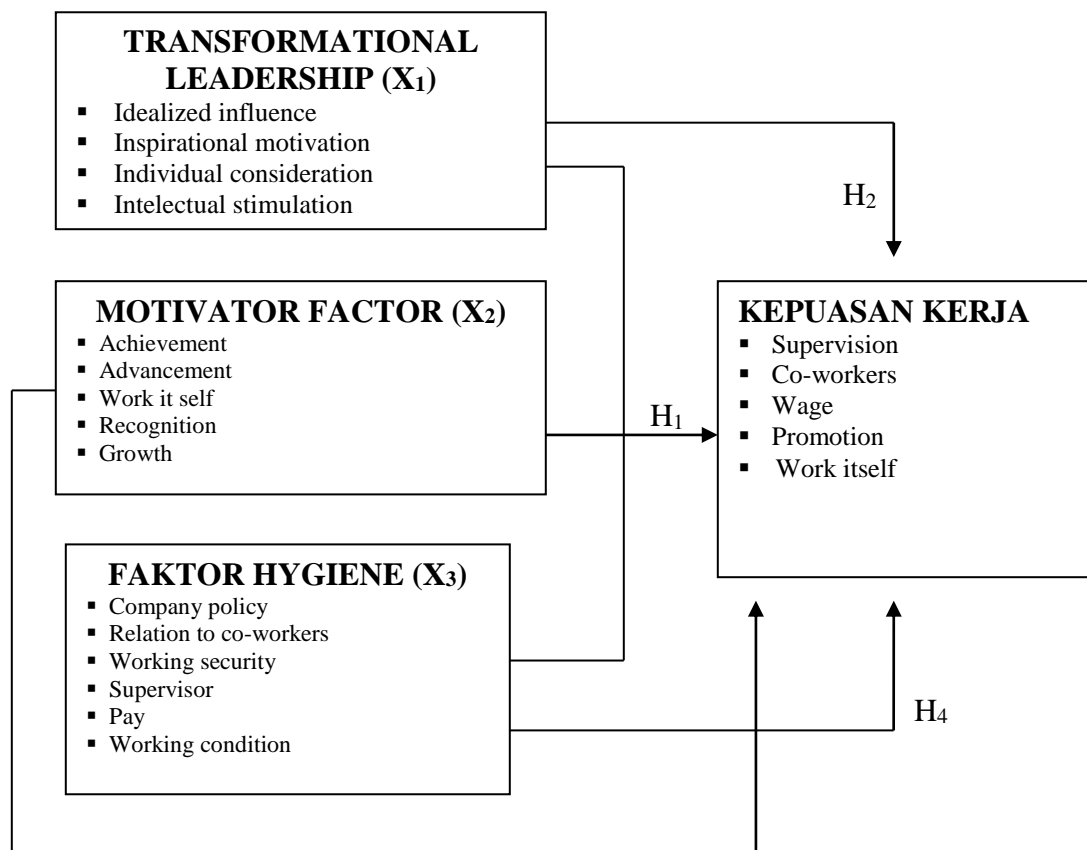 TRANSFORMATIONAL
LEADERSHIP (X₁)
▪ Idealized influence
▪ Inspirational motivation
▪ Individual consideration
▪ Intelectual stimulation
H₂
MOTIVATOR FACTOR (X₂)
▪ Achievement
▪ Advancement
▪ Work it self
▪ Recognition
▪ Growth
H₁
KEPUASAN KERJA
▪ Supervision
▪ Co-workers
▪ Wage
▪ Promotion
▪ Work itself
FAKTOR HYGIENE (X₃)
▪ Company policy
▪ Relation to co-workers
▪ Working security
▪ Supervisor
▪ Pay
▪ Working condition
H₄